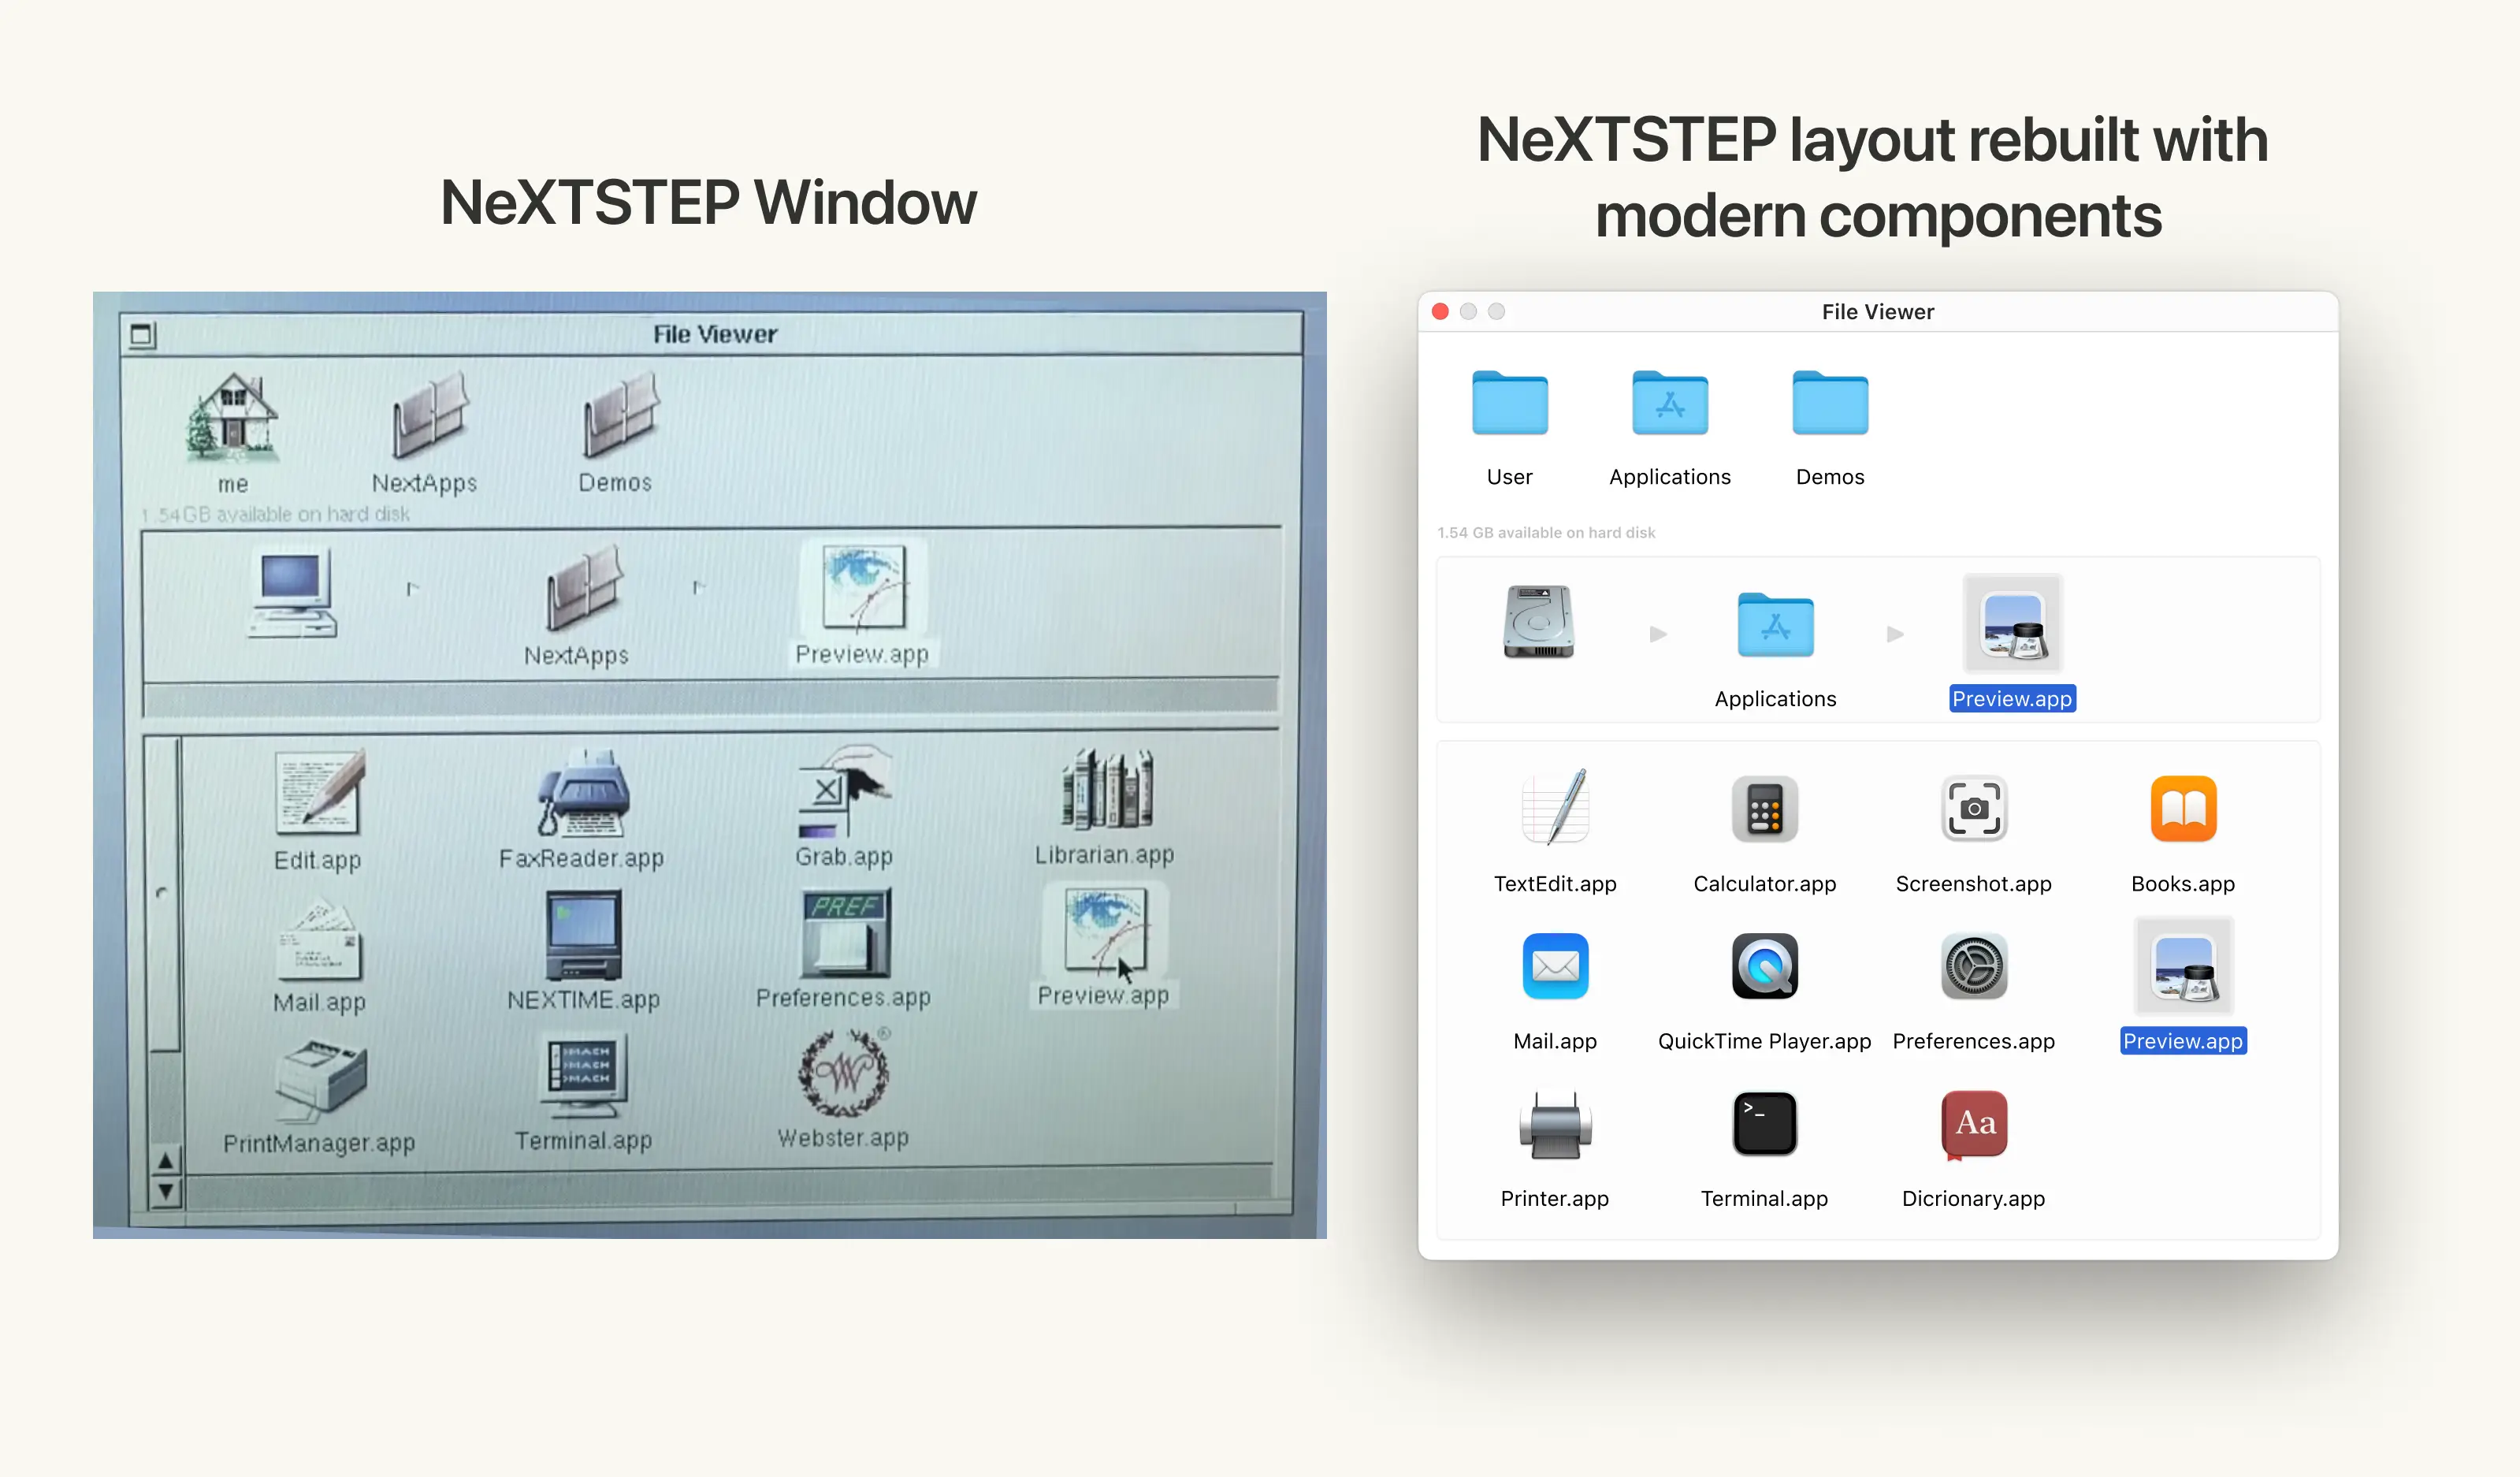 NeXTSTEP Window
File Viewer
me NextApps Demos
1.54GB available on hard disk
NextApps Preview.app
Edit.app FaxReader.app Grab.app Librarian.app
PREF
Mail.app NEXTIME.app Preferences.app Preview.app
>MACH
>MACH
>MACH
W ®
PrintManager.app Terminal.app Webster.app
NeXTSTEP layout rebuilt with
modern components
File Viewer
User Applications Demos
1.54 GB available on hard disk
Applications Preview.app
TextEdit.app Calculator.app Screenshot.app Books.app
Mail.app QuickTime Player.app Preferences.app Preview.app
>_ Aa
Printer.app Terminal.app Dicrionary.app